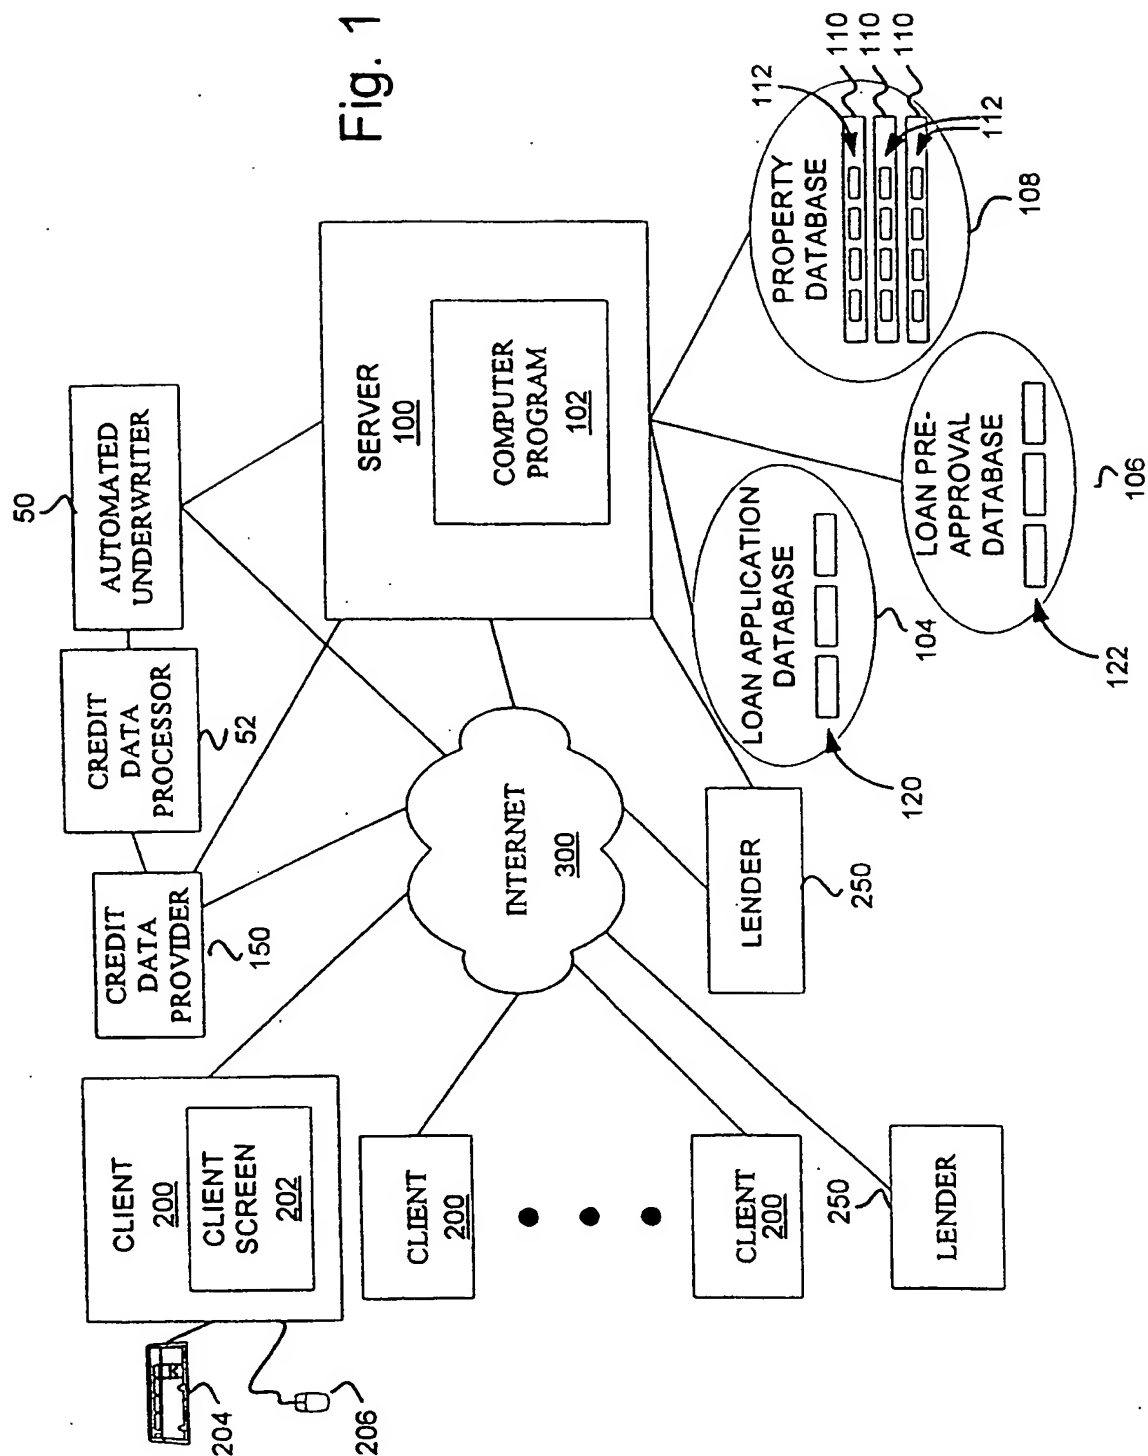 Fig. 1
50
AUTOMATED
UNDERWRITER
CREDIT
DATA
PROCESSOR
52
CREDIT
DATA
PROVIDER
150
CLIENT
200
CLIENT
SCREEN
202
204
206
CLIENT
200
CLIENT
200
250
LENDER
INTERNET
300
LENDER
250
SERVER
100
COMPUTER
PROGRAM
102
LOAN APPLICATION
DATABASE
120
104
LOAN PRE-
APPROVAL
DATABASE
122
106
PROPERTY
DATABASE
112
110
110
110
112
108